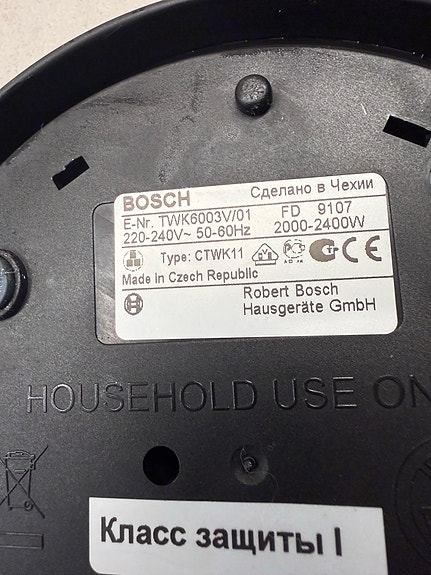 BOSCH Сделано в Чехии
E-Nr. TWK6003V/01 FD 9107
220-240V~ 50-60Hz 2000-2400W
Type: CTWK11
Made in Czech Republic
Robert Bosch
Hausgeräte GmbH
HOUSEHOLD USE ON
Класс защиты I